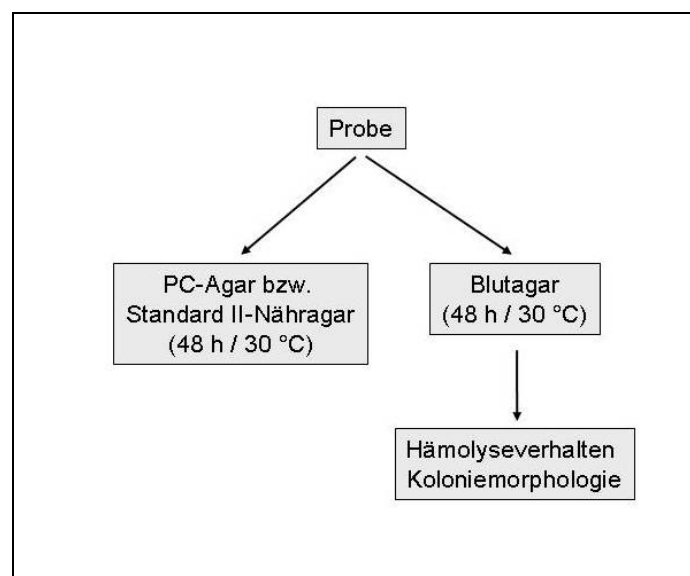 Probe
PC-Agar bzw.
Standard II-Nähragar
(48 h / 30 °C)
Blutagar
(48 h / 30 °C)
Hämolyseverhalten
Koloniemorphologie